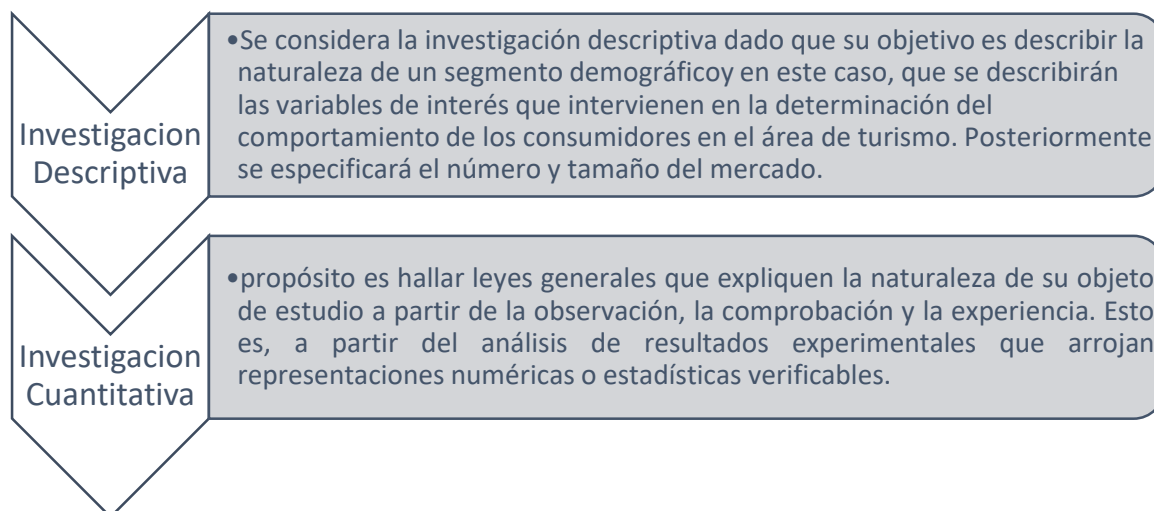 Investigacion
Descriptiva
•Se considera la investigación descriptiva dado que su objetivo es describir la
naturaleza de un segmento demográficoy en este caso, que se describirán
las variables de interés que intervienen en la determinación del
comportamiento de los consumidores en el área de turismo. Posteriormente
se especificará el número y tamaño del mercado.
Investigacion
Cuantitativa
•propósito es hallar leyes generales que expliquen la naturaleza de su objeto
de estudio a partir de la observación, la comprobación y la experiencia. Esto
es, a partir del análisis de resultados experimentales que arrojan
representaciones numéricas o estadísticas verificables.